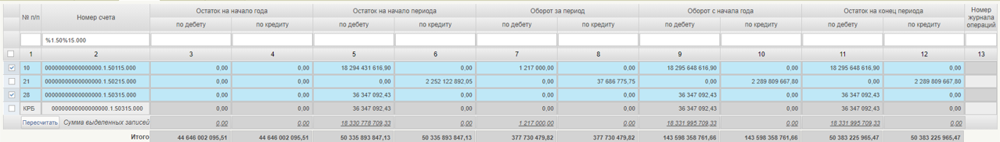 № п/п Номер счета Остаток на начало года Остаток на начало периода Оборот за период Оборот с начала года Остаток на конец периода Номер журнала операций
по дебету по кредиту по дебету по кредиту по дебету по кредиту по дебету по кредиту по дебету по кредиту
%1.50%15.000
1 2 3 4 5 6 7 8 9 10 11 12 13
10 00000000000000000.1.50115.000 0,00 0,00 18 294 431 616,90 0,00 1 217 000,00 0,00 18 295 648 616,90 0,00 18 295 648 616,90 0,00
21 00000000000000000.1.50215.000 0,00 0,00 0,00 2 252 122 892,05 0,00 37 686 775,75 0,00 2 289 809 667,80 0,00 2 289 809 667,80
28 00000000000000000.1.50315.000 0,00 0,00 36 347 092,43 0,00 0,00 0,00 36 347 092,43 0,00 36 347 092,43 0,00
КРБ 00000000000000000.1.50315.000 0,00 0,00 36 347 092,43 0,00 0,00 0,00 36 347 092,43 0,00 36 347 092,43 0,00
Пересчитать Сумма выделенных записей 0,00 0,00 18 330 778 709,33 0,00 1 217 000,00 0,00 18 331 995 709,33 0,00 18 331 995 709,33 0,00
Итого 44 646 002 095,51 44 646 002 095,51 50 335 893 847,13 50 335 893 847,13 377 730 479,82 377 730 479,82 143 598 358 761,66 143 598 358 761,66 50 383 225 965,47 50 383 225 965,47